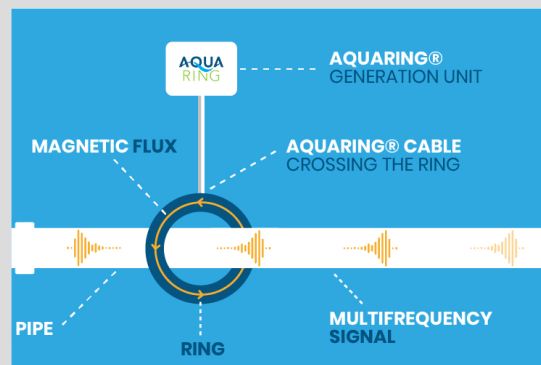 AQUA
RING
AQUARING®
GENERATION UNIT
MAGNETIC FLUX
AQUARING® CABLE
CROSSING THE RING
PIPE
RING
MULTIFREQUENCY
SIGNAL